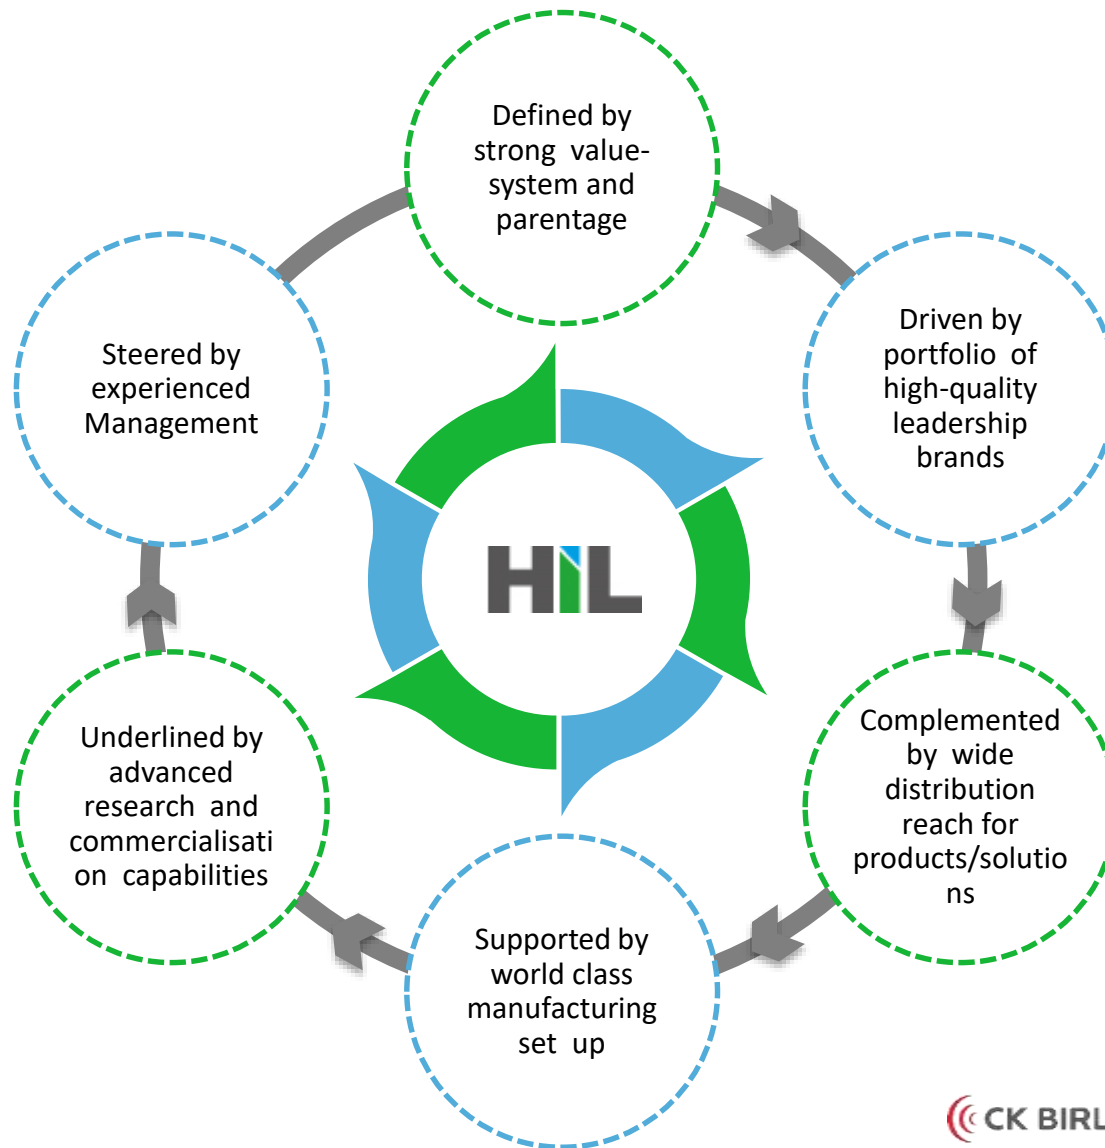 Defined by
strong value-
system and
parentage
Driven by
portfolio of
high-quality
leadership
brands
Complemented
by wide
distribution
reach for
products/solutio
ns
Supported by
world class
manufacturing
set up
Underlined by
advanced
research and
commercialisati
on capabilities
Steered by
experienced
Management
HIL
CK BIRL